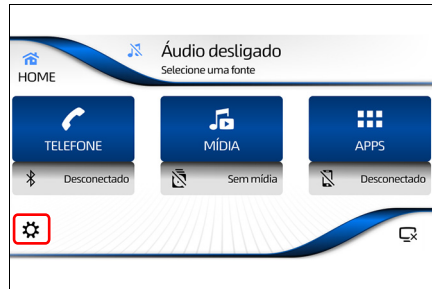 Áudio desligado
Selecione uma fonte
HOME
TELEFONE
MÍDIA
APPS
Desconectado
Sem mídia
Desconectado